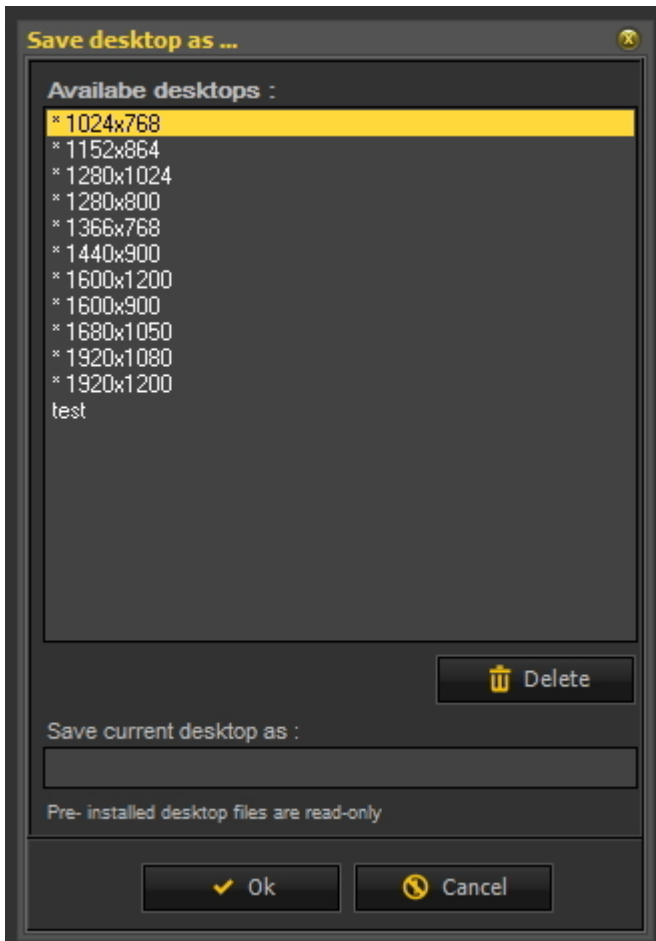 Save desktop as ...
Availabe desktops :
* 1024x768
* 1152x864
* 1280x1024
* 1280x800
* 1366x768
* 1440x900
* 1600x1200
* 1600x900
* 1680x1050
* 1920x1080
* 1920x1200
test
Delete
Save current desktop as :
Pre- installed desktop files are read-only
Ok Cancel